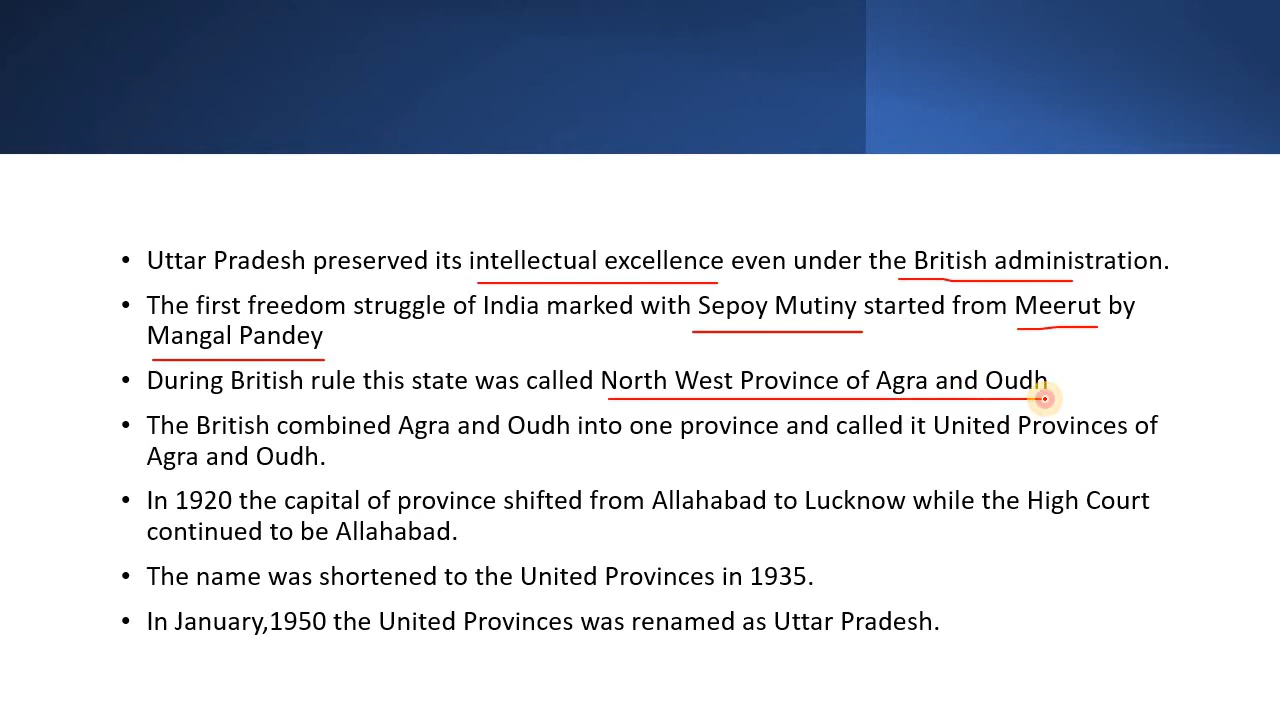 • Uttar Pradesh preserved its intellectual excellence even under the British administration.
• The first freedom struggle of India marked with Sepoy Mutiny started from Meerut by
Mangal Pandey
• During British rule this state was called North West Province of Agra and Oudh
• The British combined Agra and Oudh into one province and called it United Provinces of
Agra and Oudh.
• In 1920 the capital of province shifted from Allahabad to Lucknow while the High Court
continued to be Allahabad.
• The name was shortened to the United Provinces in 1935.
• In January,1950 the United Provinces was renamed as Uttar Pradesh.